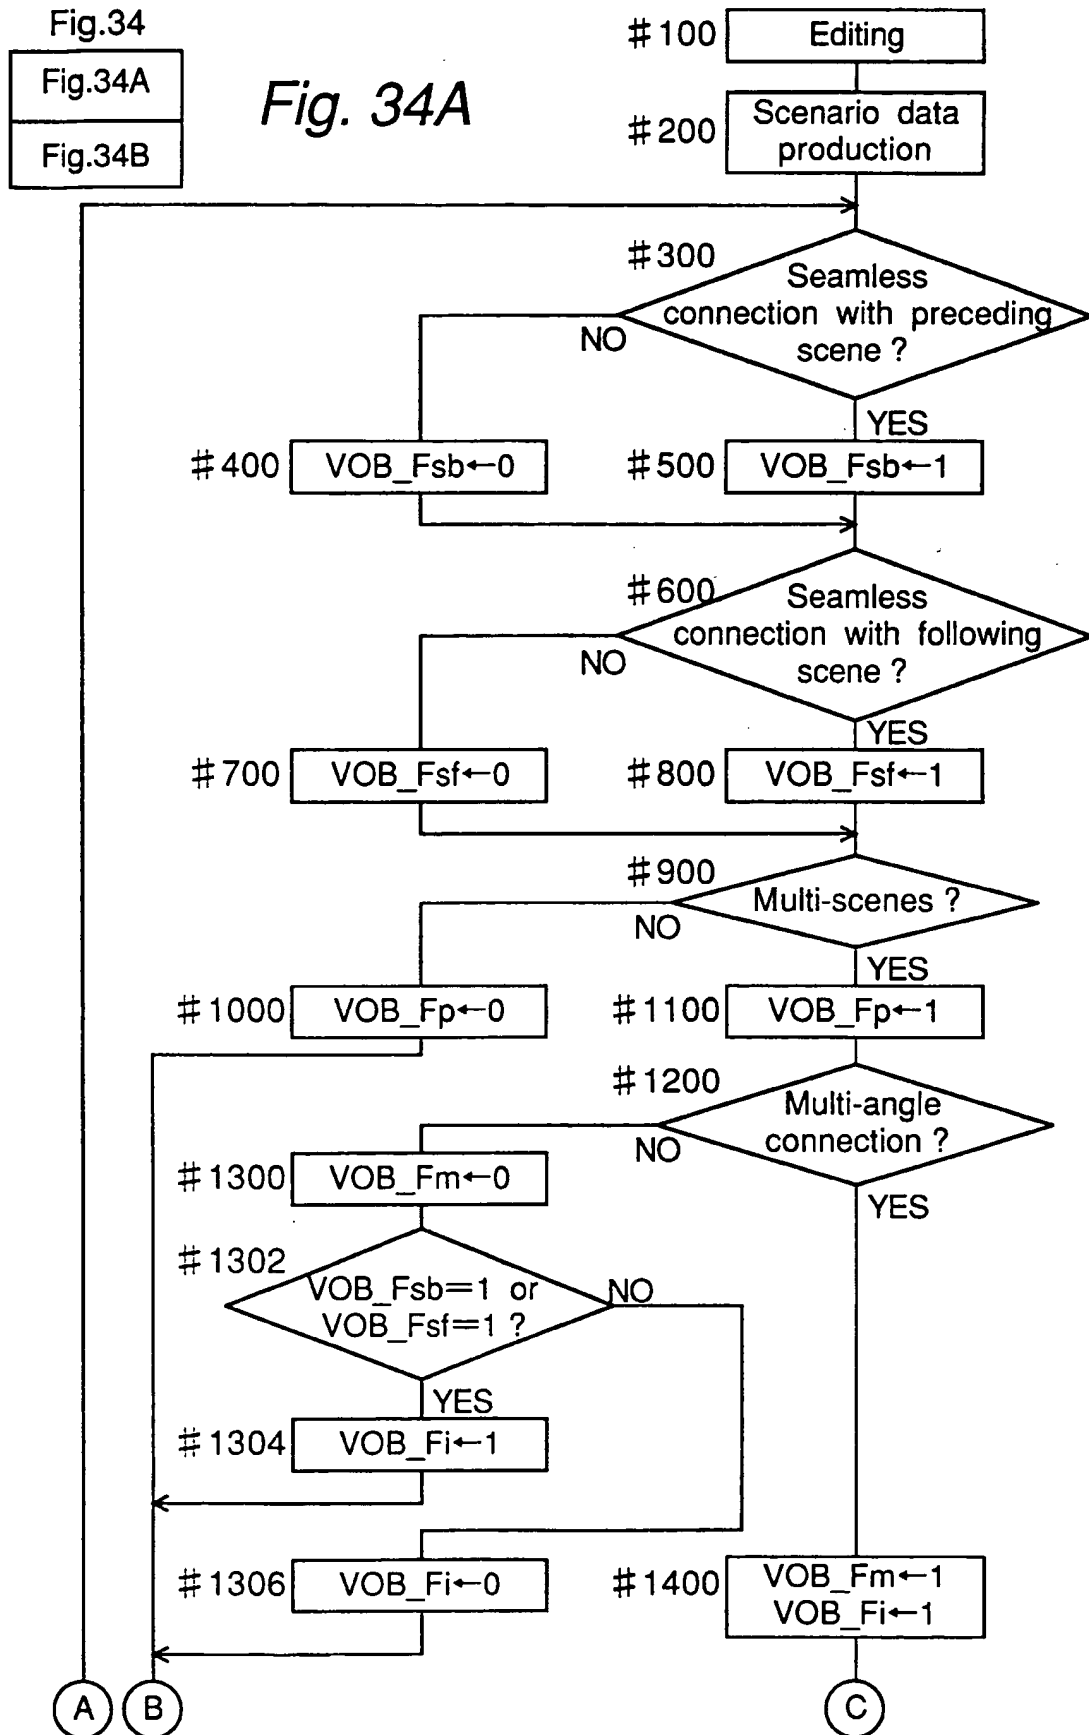 Fig.34
Fig.34A
Fig.34B
Fig. 34A
#100
Editing
#200
Scenario data
production
#300
Seamless
connection with preceding
scene ?
NO
YES
#400
VOB_Fsb←0
#500
VOB_Fsb←1
#600
Seamless
connection with following
scene ?
NO
YES
#700
VOB_Fsf←0
#800
VOB_Fsf←1
#900
Multi-scenes ?
NO
YES
#1000
VOB_Fp←0
#1100
VOB_Fp←1
#1200
Multi-angle
connection ?
NO
YES
#1300
VOB_Fm←0
#1302
VOB_Fsb=1 or
VOB_Fsf=1 ?
NO
YES
#1304
VOB_Fi←1
#1306
VOB_Fi←0
#1400
VOB_Fm←1
VOB_Fi←1
A
B
C